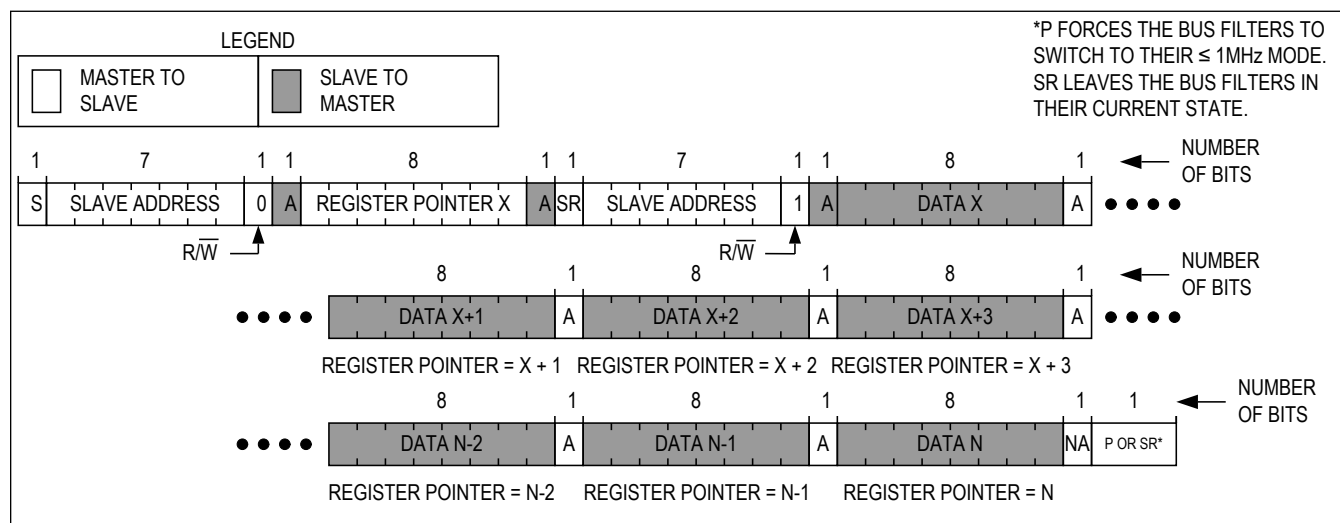 LEGEND
MASTER TO
SLAVE
SLAVE TO
MASTER
*P FORCES THE BUS FILTERS TO
SWITCH TO THEIR ≤ 1MHz MODE.
SR LEAVES THE BUS FILTERS IN
THEIR CURRENT STATE.
1 7 1 1 8 1 1 7 1 1 8 1 NUMBER
OF BITS
S SLAVE ADDRESS 0 A REGISTER POINTER X A SR SLAVE ADDRESS 1 A DATA X A
R/W̅ R/W̅
8 1 8 1 8 1 NUMBER
OF BITS
DATA X+1 A DATA X+2 A DATA X+3 A
REGISTER POINTER = X + 1 REGISTER POINTER = X + 2 REGISTER POINTER = X + 3
8 1 8 1 8 1 1 NUMBER
OF BITS
DATA N-2 A DATA N-1 A DATA N NA P OR SR*
REGISTER POINTER = N-2 REGISTER POINTER = N-1 REGISTER POINTER = N